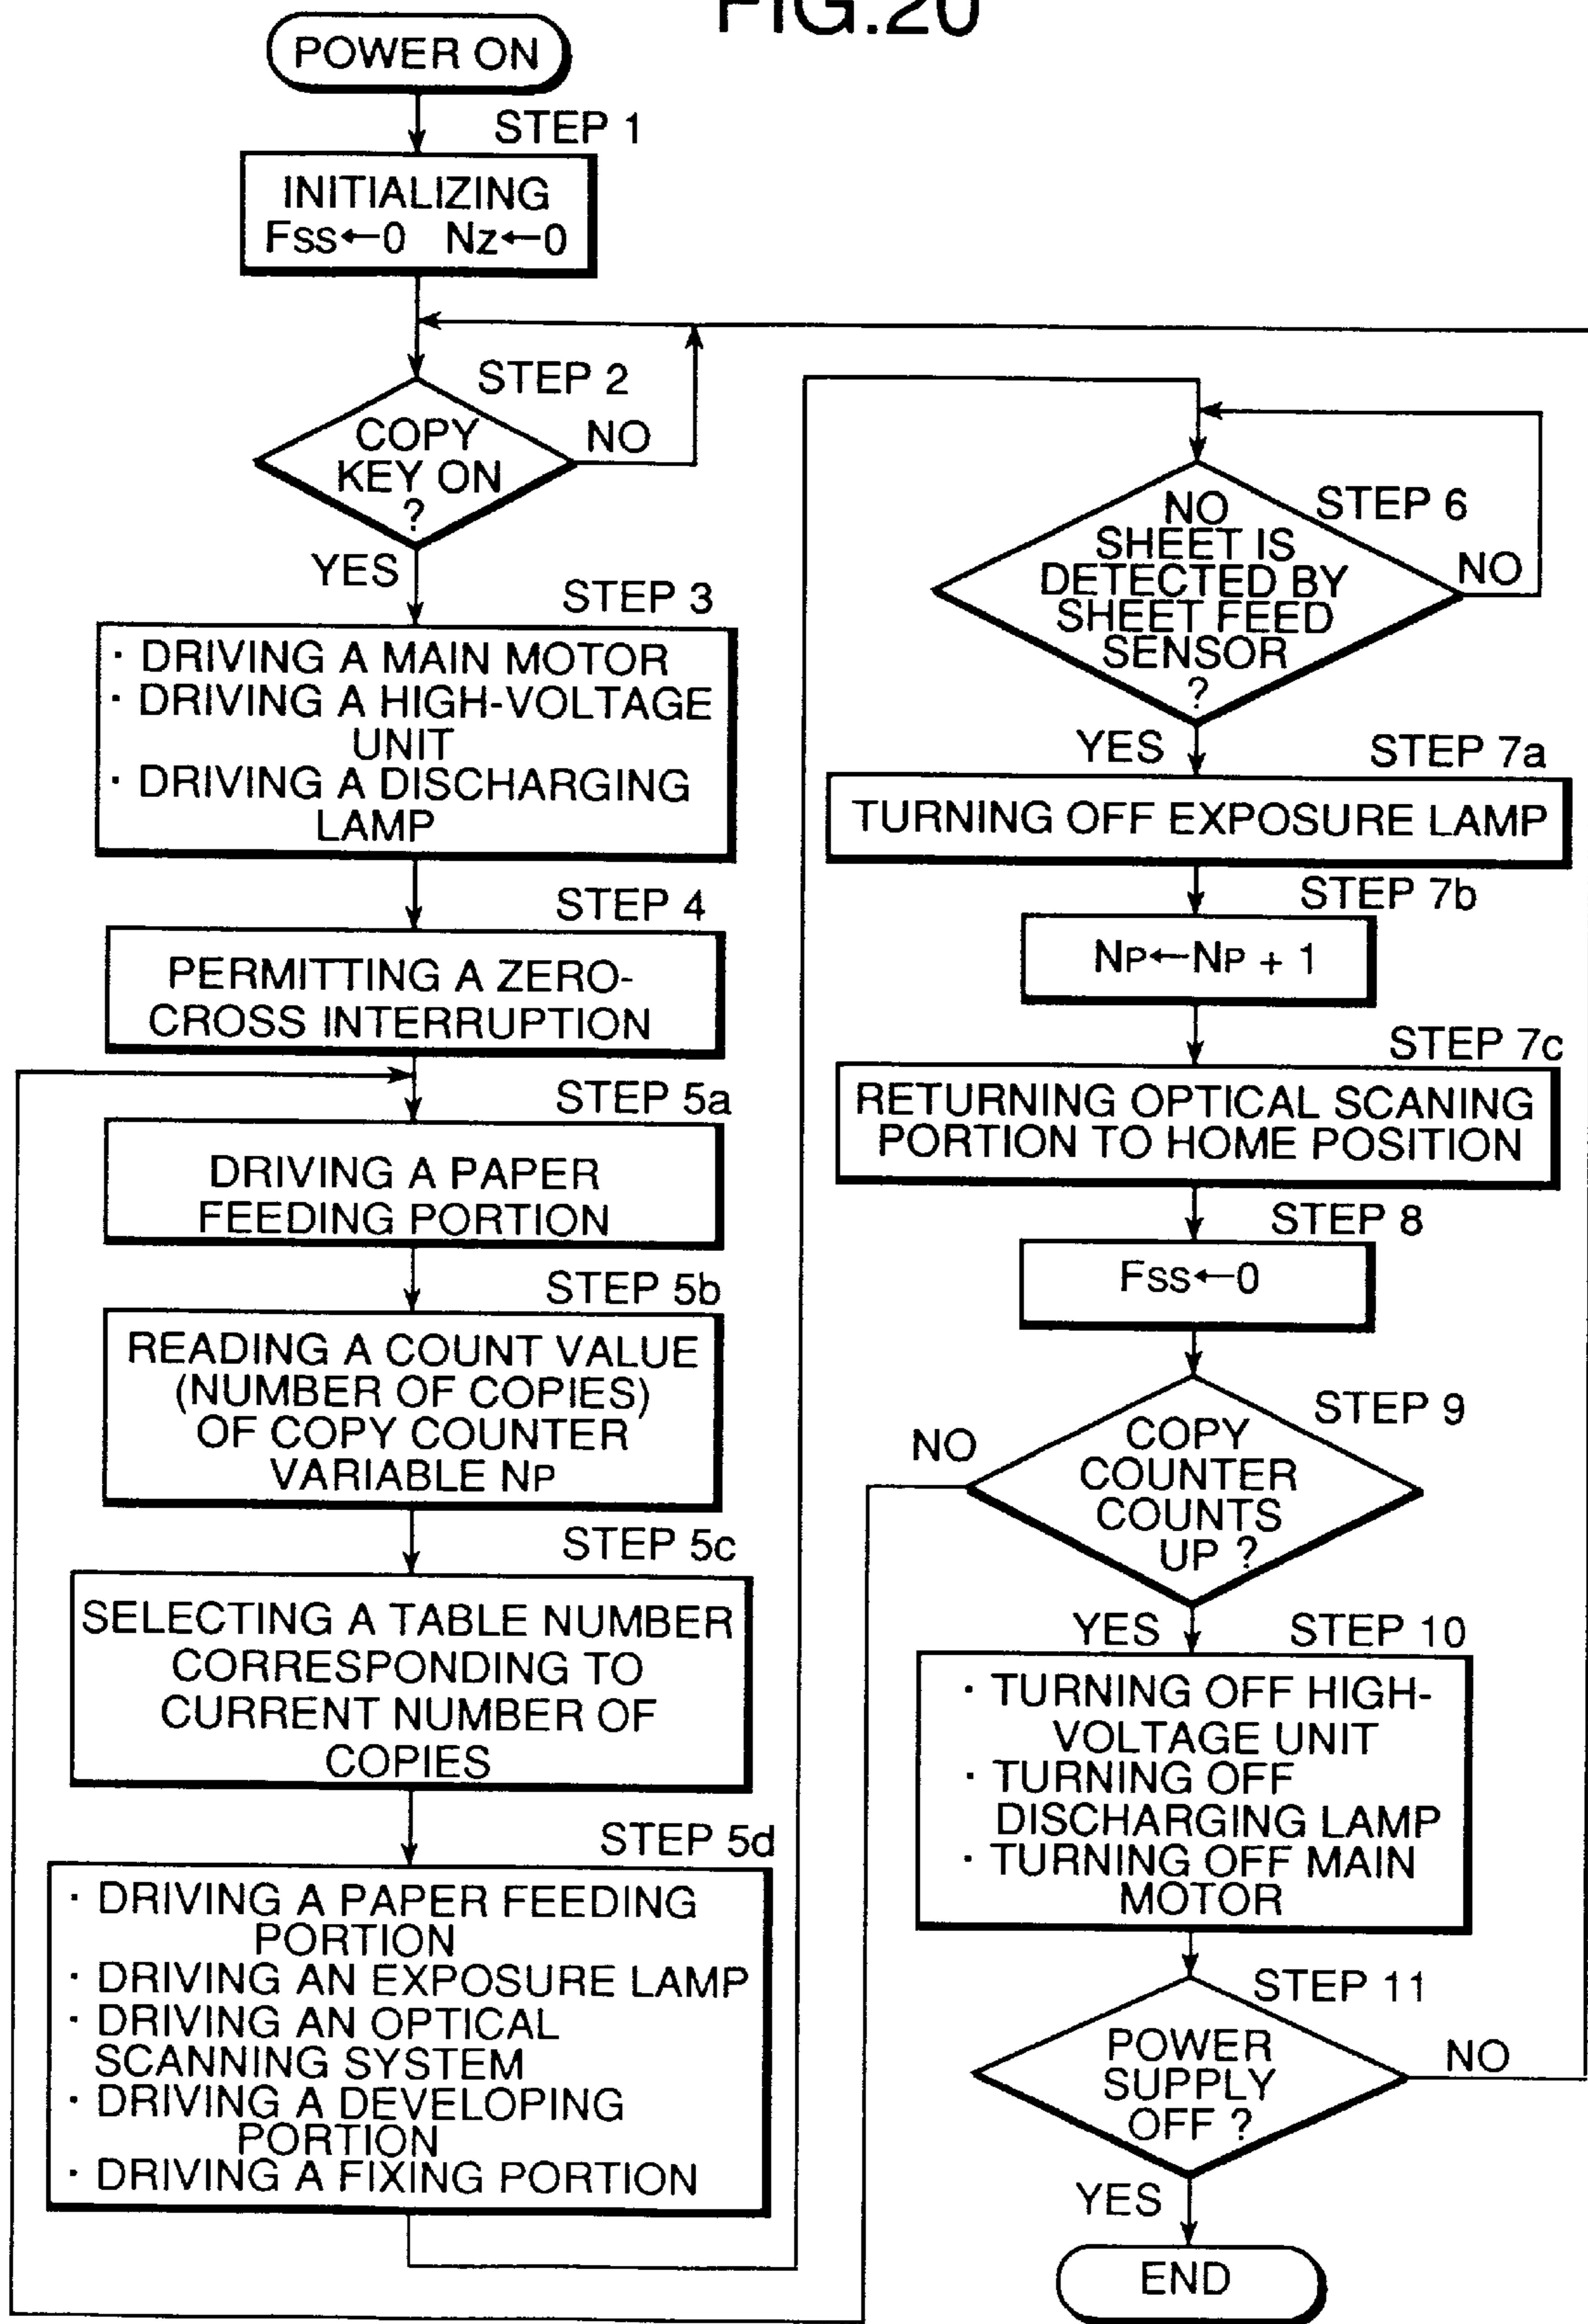 FIG.20
POWER ON
STEP 1
INITIALIZING
FSS←0 NZ←0
STEP 2
COPY
KEY ON
?
NO
YES
STEP 3
· DRIVING A MAIN MOTOR
· DRIVING A HIGH-VOLTAGE
UNIT
· DRIVING A DISCHARGING
LAMP
STEP 4
PERMITTING A ZERO-
CROSS INTERRUPTION
STEP 5a
DRIVING A PAPER
FEEDING PORTION
STEP 5b
READING A COUNT VALUE
(NUMBER OF COPIES)
OF COPY COUNTER
VARIABLE NP
STEP 5c
SELECTING A TABLE NUMBER
CORRESPONDING TO
CURRENT NUMBER OF
COPIES
STEP 5d
· DRIVING A PAPER FEEDING
PORTION
· DRIVING AN EXPOSURE LAMP
· DRIVING AN OPTICAL
SCANNING SYSTEM
· DRIVING A DEVELOPING
PORTION
· DRIVING A FIXING PORTION
STEP 6
NO
SHEET IS
DETECTED BY
SHEET FEED
SENSOR
?
NO
YES
STEP 7a
TURNING OFF EXPOSURE LAMP
STEP 7b
NP←NP + 1
STEP 7c
RETURNING OPTICAL SCANING
PORTION TO HOME POSITION
STEP 8
FSS←0
STEP 9
COPY
COUNTER
COUNTS
UP ?
NO
YES
STEP 10
· TURNING OFF HIGH-
VOLTAGE UNIT
· TURNING OFF
DISCHARGING LAMP
· TURNING OFF MAIN
MOTOR
STEP 11
POWER
SUPPLY
OFF ?
NO
YES
END